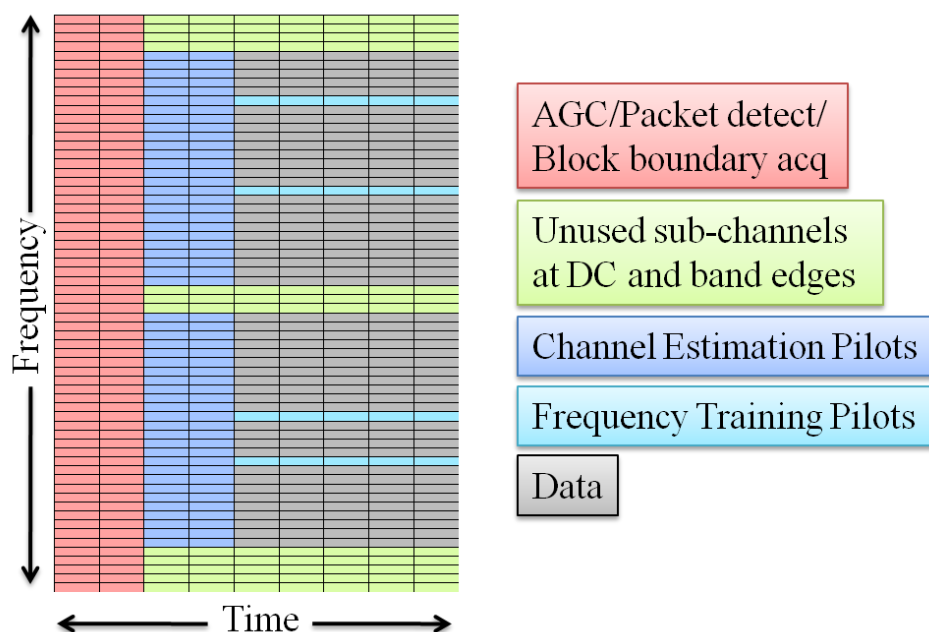 Frequency
Time
AGC/Packet detect/
Block boundary acq
Unused sub-channels
at DC and band edges
Channel Estimation Pilots
Frequency Training Pilots
Data